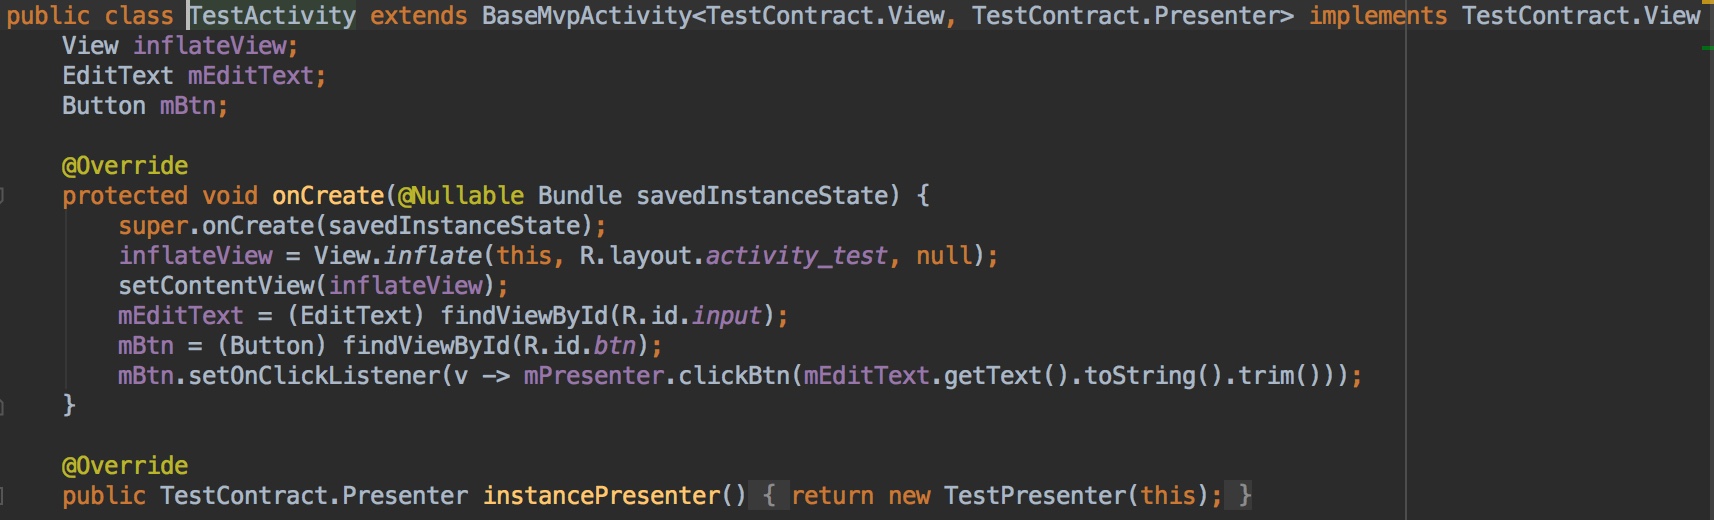 public class TestActivity extends BaseMvpActivity<TestContract.View, TestContract.Presenter> implements TestContract.View
    View inflateView;
    EditText mEditText;
    Button mBtn;

    @Override
    protected void onCreate(@Nullable Bundle savedInstanceState) {
        super.onCreate(savedInstanceState);
        inflateView = View.inflate(this, R.layout.activity_test, null);
        setContentView(inflateView);
        mEditText = (EditText) findViewById(R.id.input);
        mBtn = (Button) findViewById(R.id.btn);
        mBtn.setOnClickListener(v -> mPresenter.clickBtn(mEditText.getText().toString().trim()));
    }

    @Override
    public TestContract.Presenter instancePresenter() { return new TestPresenter(this); }